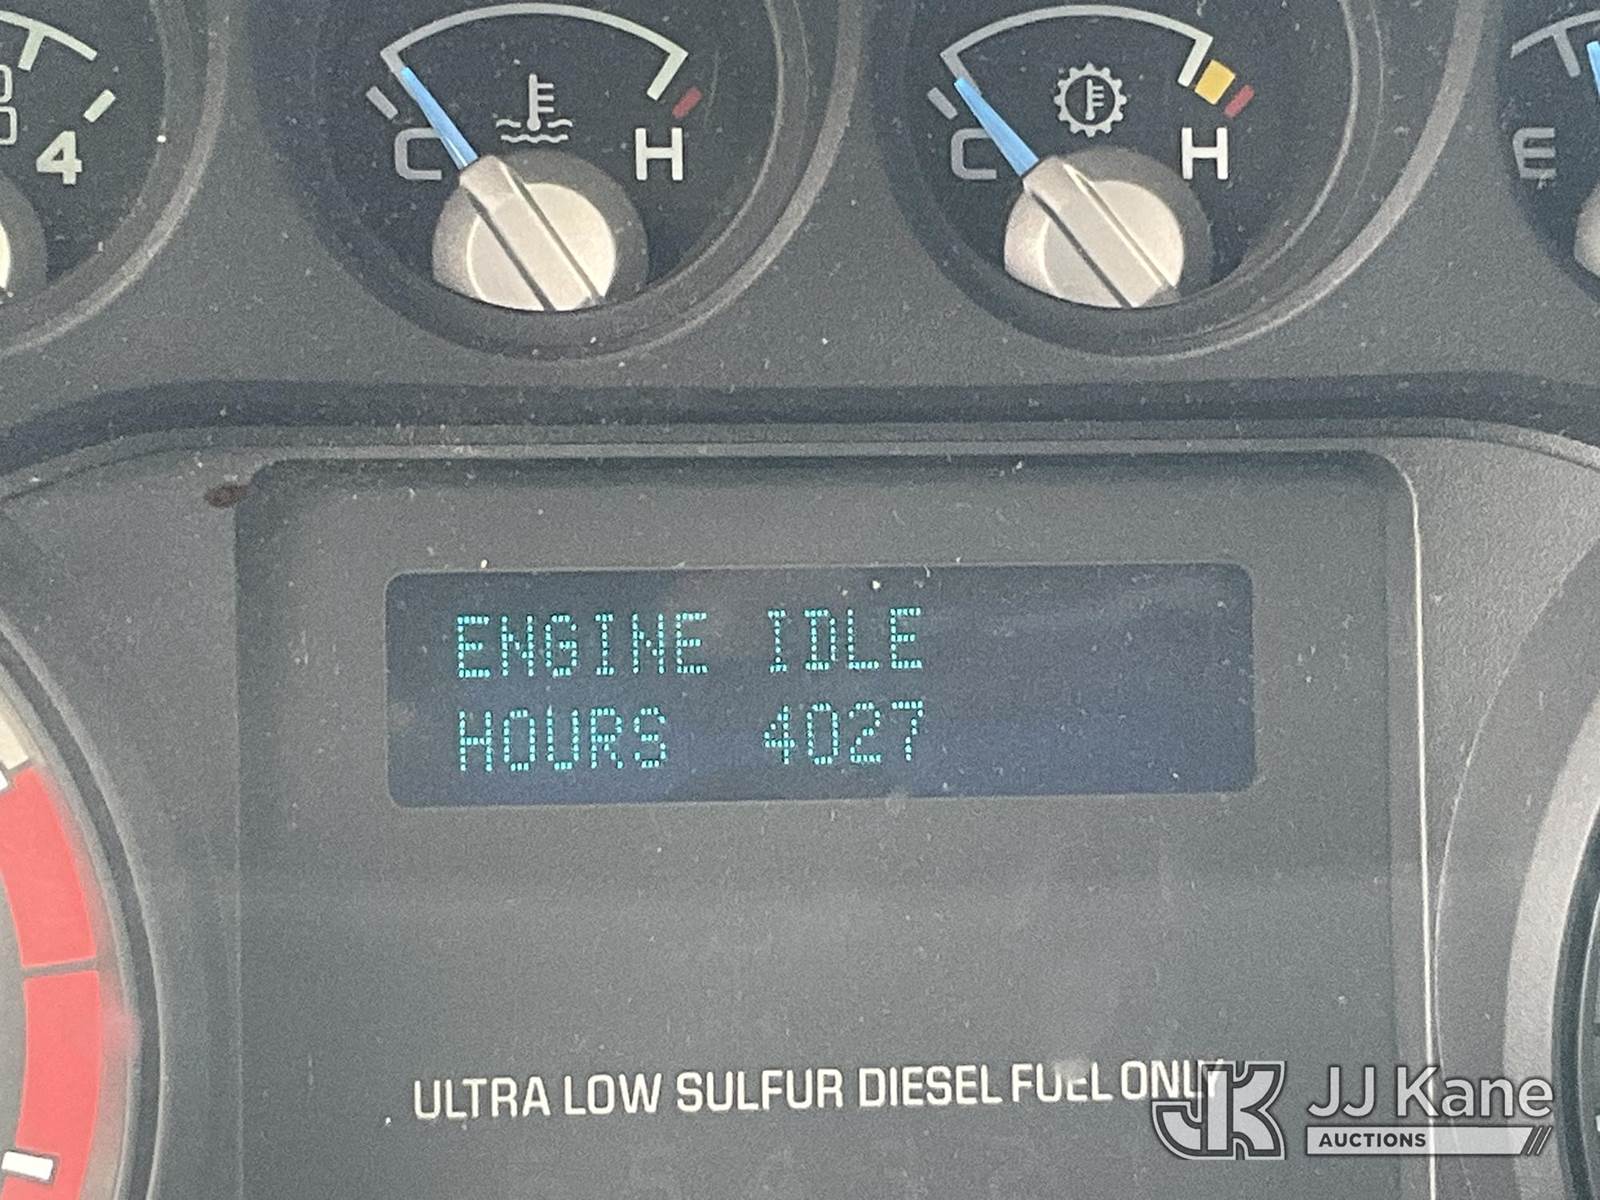 4
C H
C H
E
ENGINE IDLE
HOURS 4027
ULTRA LOW SULFUR DIESEL FUEL ONLY
JK JJ Kane
AUCTIONS